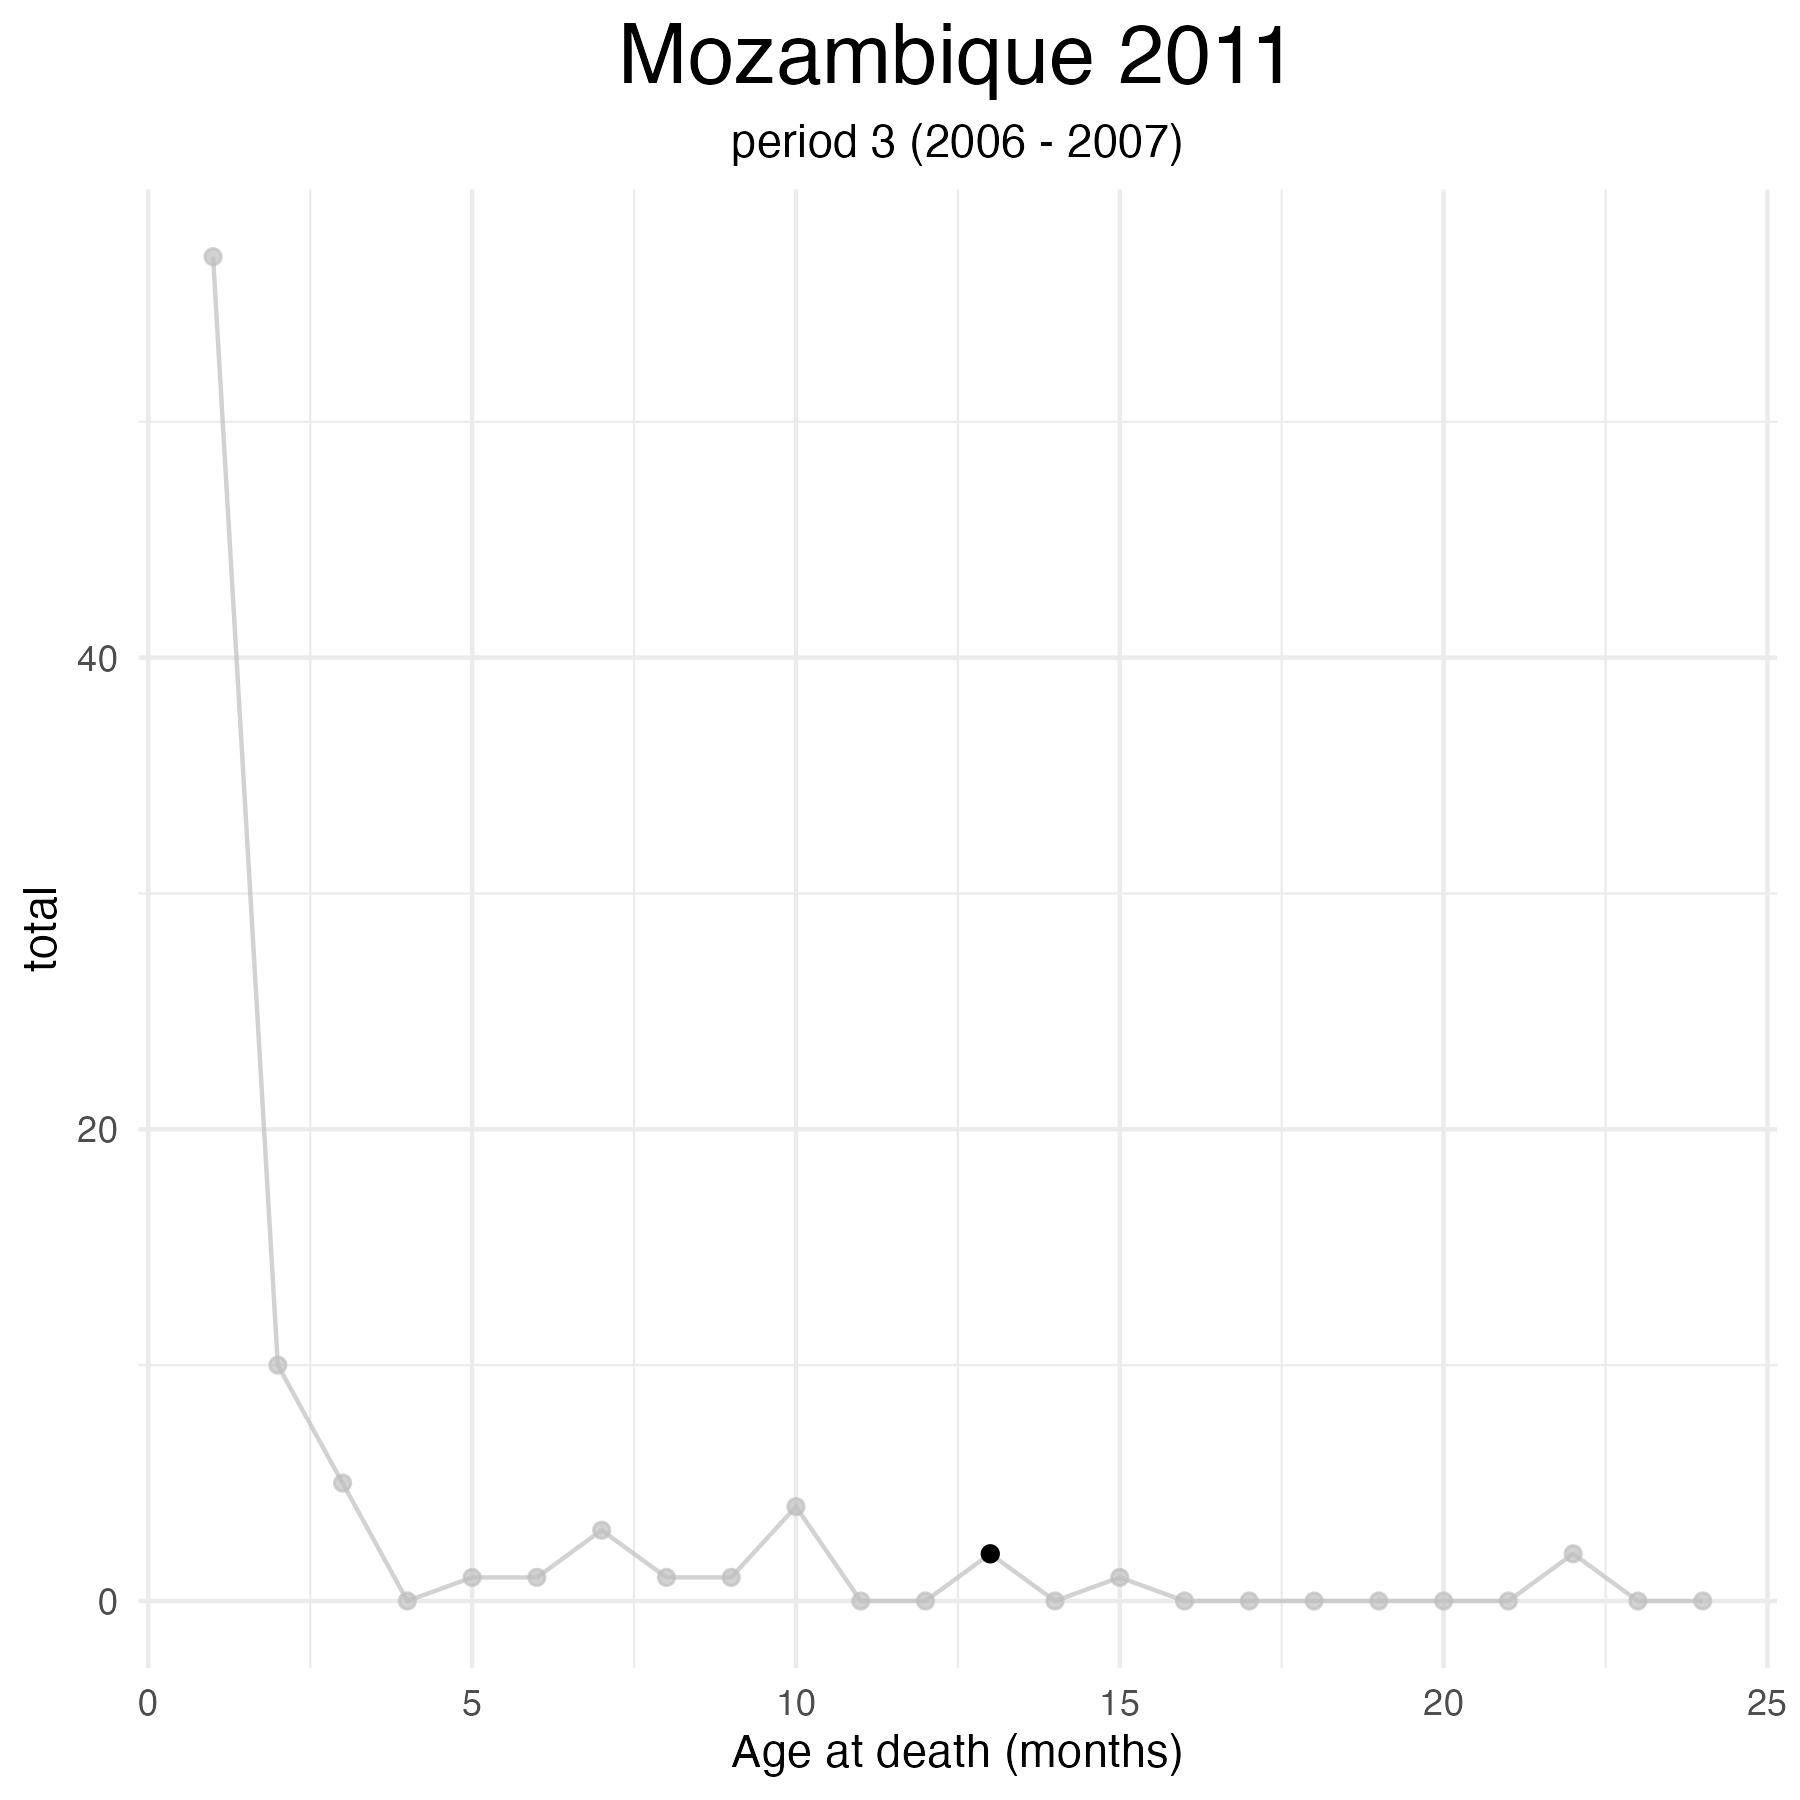 Mozambique 2011
period 3 (2006 - 2007)
total
40
20
0
0 5 10 15 20 25
Age at death (months)